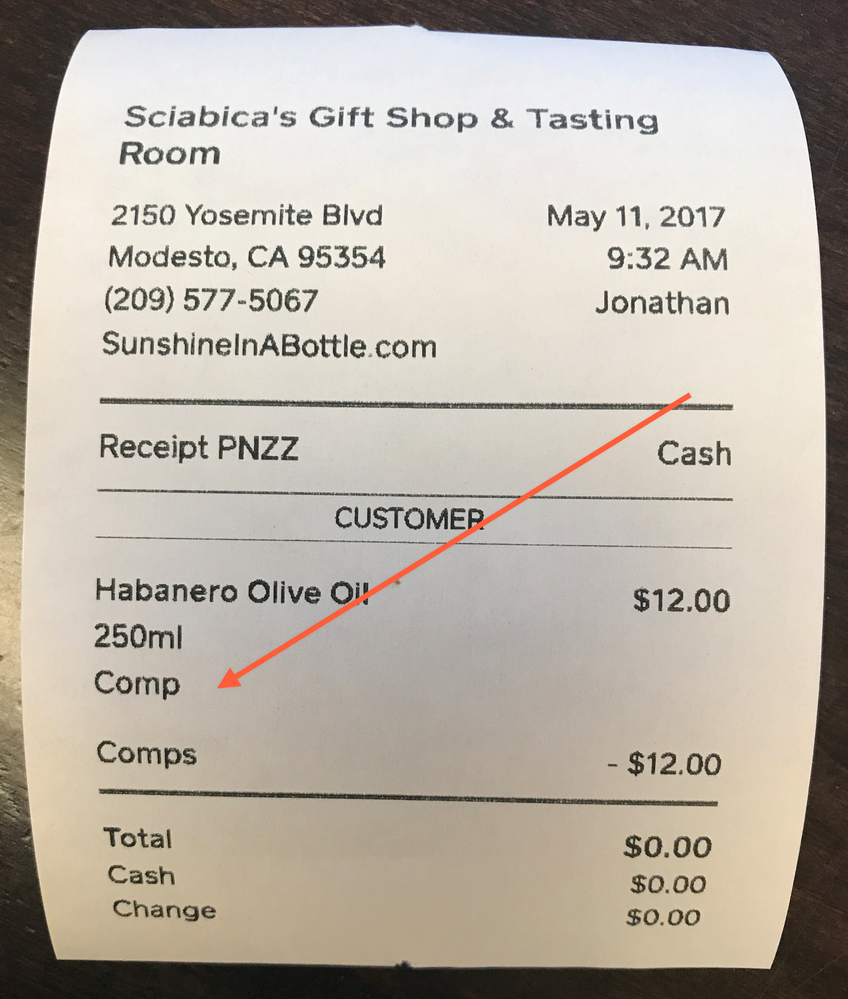 Sciabica's Gift Shop & Tasting
Room
2150 Yosemite Blvd May 11, 2017
Modesto, CA 95354 9:32 AM
(209) 577-5067 Jonathan
SunshineInABottle.com
Receipt PNZZ Cash
CUSTOMER
Habanero Olive Oil $12.00
250ml
Comp
Comps - $12.00
Total $0.00
Cash $0.00
Change $0.00